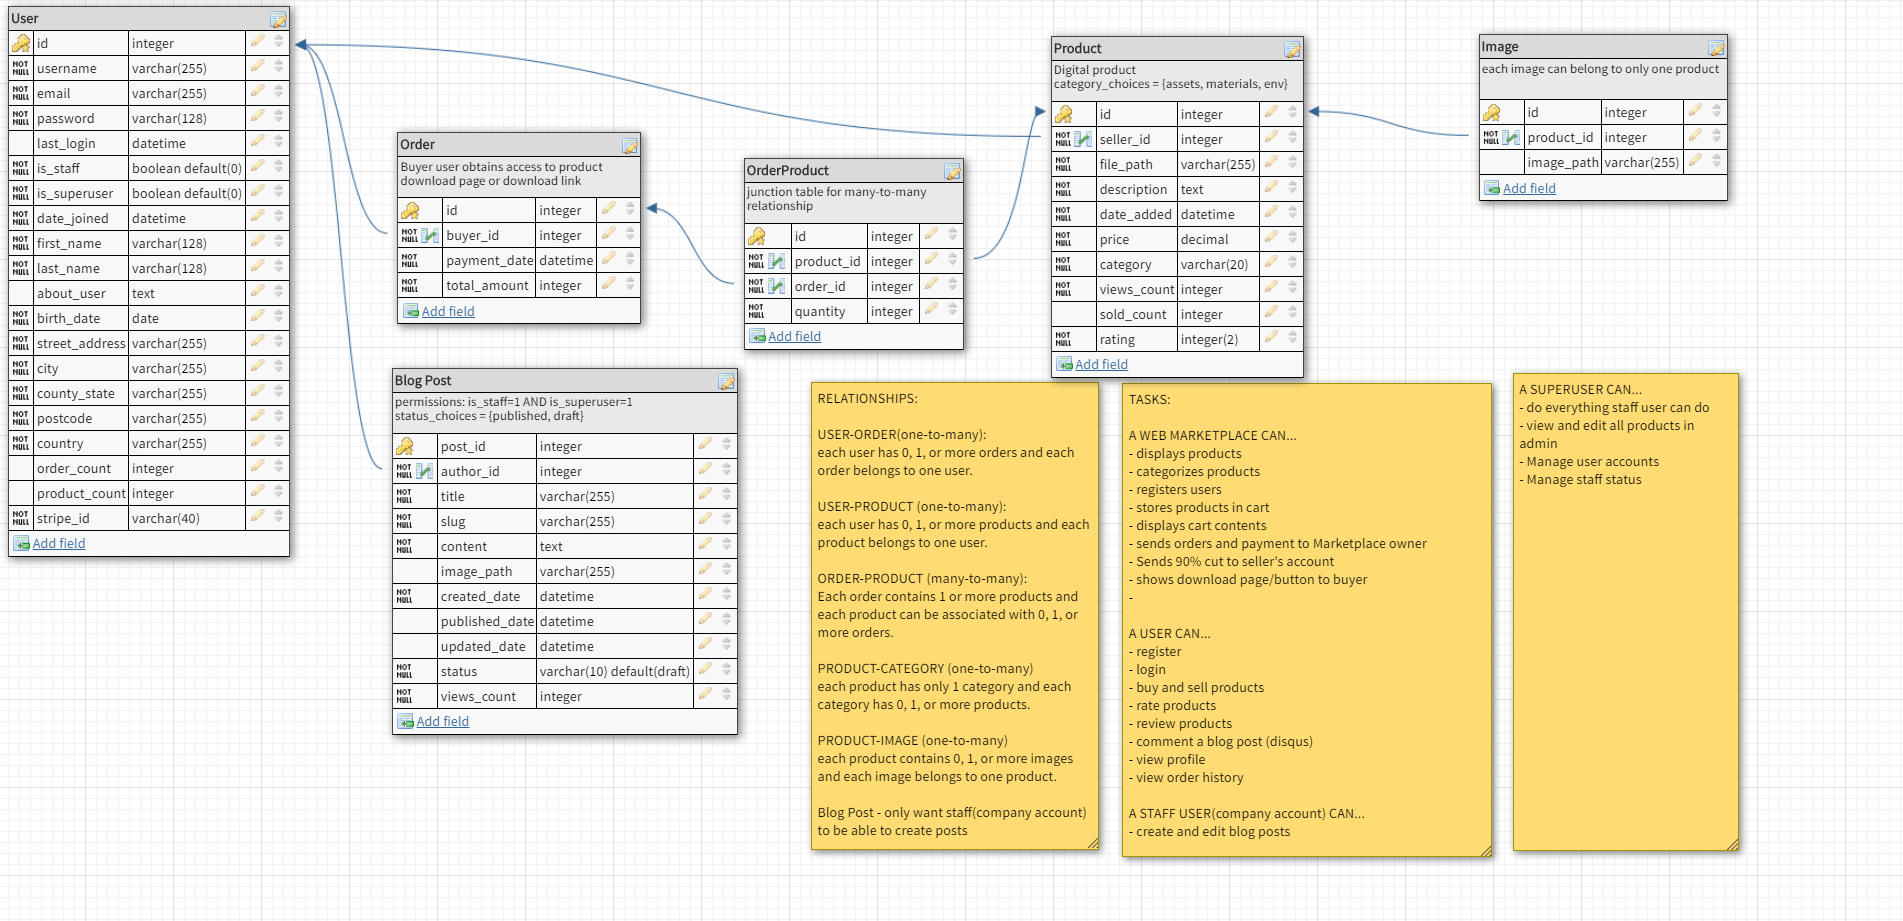 User
id integer
NOT NULL username varchar(255)
NOT NULL email varchar(255)
NOT NULL password varchar(128)
last_login datetime
NOT NULL is_staff boolean default(0)
NOT NULL is_superuser boolean default(0)
NOT NULL date_joined datetime
NOT NULL first_name varchar(128)
NOT NULL last_name varchar(128)
about_user text
NOT NULL birth_date date
NOT NULL street_address varchar(255)
NOT NULL city varchar(255)
NOT NULL county_state varchar(255)
NOT NULL postcode varchar(255)
NOT NULL country varchar(255)
order_count integer
product_count integer
NOT NULL stripe_id varchar(40)
Add field
Order
Buyer user obtains access to product
download page or download link
id integer
NOT NULL buyer_id integer
NOT NULL payment_date datetime
NOT NULL total_amount integer
Add field
OrderProduct
junction table for many-to-many
relationship
id integer
NOT NULL product_id integer
NOT NULL order_id integer
NOT NULL quantity integer
Add field
Product
Digital product
category_choices = {assets, materials, env}
id integer
NOT NULL seller_id integer
NOT NULL file_path varchar(255)
NOT NULL description text
NOT NULL date_added datetime
NOT NULL price decimal
NOT NULL category varchar(20)
NOT NULL views_count integer
sold_count integer
NOT NULL rating integer(2)
Add field
Image
each image can belong to only one product
id integer
NOT NULL product_id integer
image_path varchar(255)
Add field
Blog Post
permissions: is_staff=1 AND is_superuser=1
status_choices = {published, draft}
post_id integer
NOT NULL author_id integer
NOT NULL title varchar(255)
NOT NULL slug varchar(255)
NOT NULL content text
image_path varchar(255)
NOT NULL created_date datetime
published_date datetime
updated_date datetime
NOT NULL status varchar(10) default(draft)
NOT NULL views_count integer
Add field
RELATIONSHIPS:
USER-ORDER(one-to-many):
each user has 0, 1, or more orders and each
order belongs to one user.
USER-PRODUCT (one-to-many):
each user has 0, 1, or more products and each
product belongs to one user.
ORDER-PRODUCT (many-to-many):
Each order contains 1 or more products and
each product can be associated with 0, 1, or
more orders.
PRODUCT-CATEGORY (one-to-many)
each product has only 1 category and each
category has 0, 1, or more products.
PRODUCT-IMAGE (one-to-many)
each product contains 0, 1, or more images
and each image belongs to one product.
Blog Post - only want staff(company account)
to be able to create posts
TASKS:
A WEB MARKETPLACE CAN...
- displays products
- categorizes products
- registers users
- stores products in cart
- displays cart contents
- sends orders and payment to Marketplace owner
- Sends 90% cut to seller's account
- shows download page/button to buyer
-
A USER CAN...
- register
- login
- buy and sell products
- rate products
- review products
- comment a blog post (disqus)
- view profile
- view order history
A STAFF USER(company account) CAN...
- create and edit blog posts
A SUPERUSER CAN...
- do everything staff user can do
- view and edit all products in
admin
- Manage user accounts
- Manage staff status